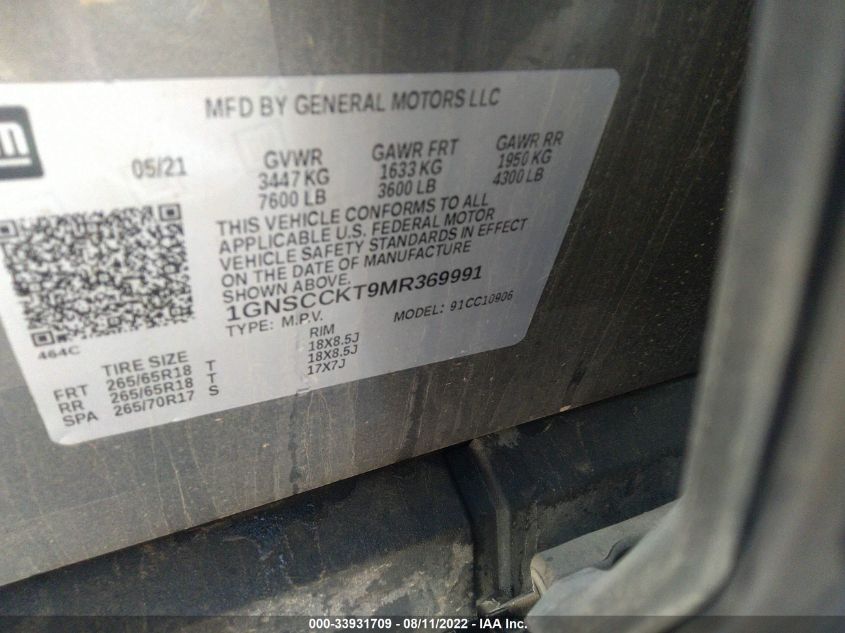 MFD BY GENERAL MOTORS LLC
m
05/21
GVWR
3447 KG
7600 LB
GAWR FRT
1633 KG
3600 LB
GAWR RR
1950 KG
4300 LB
THIS VEHICLE CONFORMS TO ALL
APPLICABLE U.S. FEDERAL MOTOR
VEHICLE SAFETY STANDARDS IN EFFECT
ON THE DATE OF MANUFACTURE
SHOWN ABOVE.
1GNSCCKT9MR369991
TYPE: M.P.V.
MODEL: 91CC10906
464C
TIRE SIZE
RIM
FRT 265/65R18 T 18X8.5J
RR 265/65R18 T 18X8.5J
SPA 265/70R17 S 17X7J
000-33931709 - 08/11/2022 - IAA Inc.